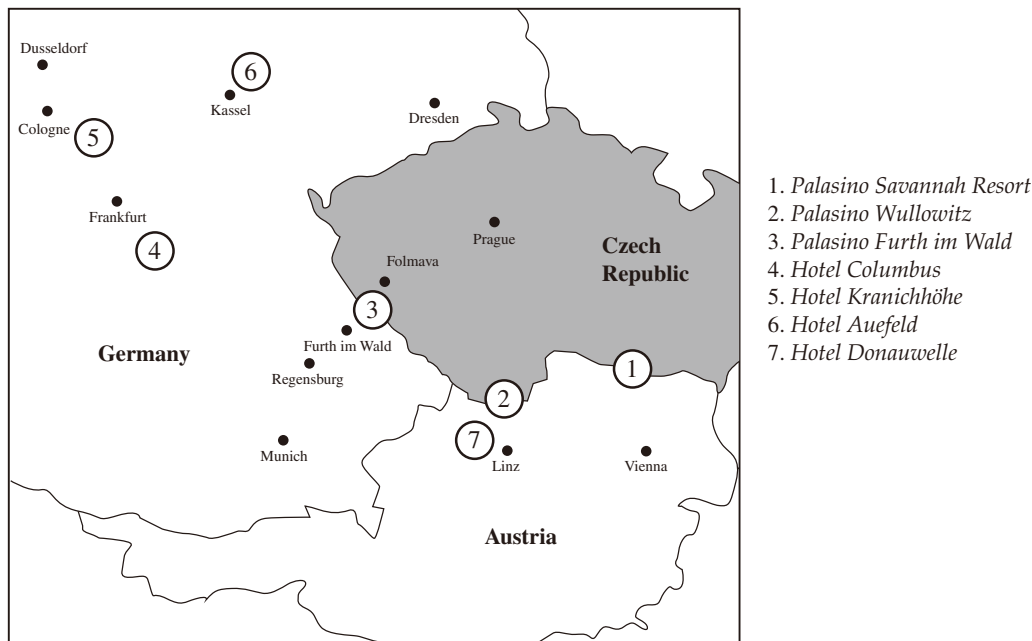 Dusseldorf
6
Kassel
Dresden
Cologne
5
Frankfurt
Prague
4
Czech
Republic
Folmava
3
Furth im Wald
Germany
Regensburg
1
2
7
Munich
Linz
Vienna
Austria
1. Palasino Savannah Resort
2. Palasino Wullowitz
3. Palasino Furth im Wald
4. Hotel Columbus
5. Hotel Kranichhöhe
6. Hotel Auefeld
7. Hotel Donauwelle